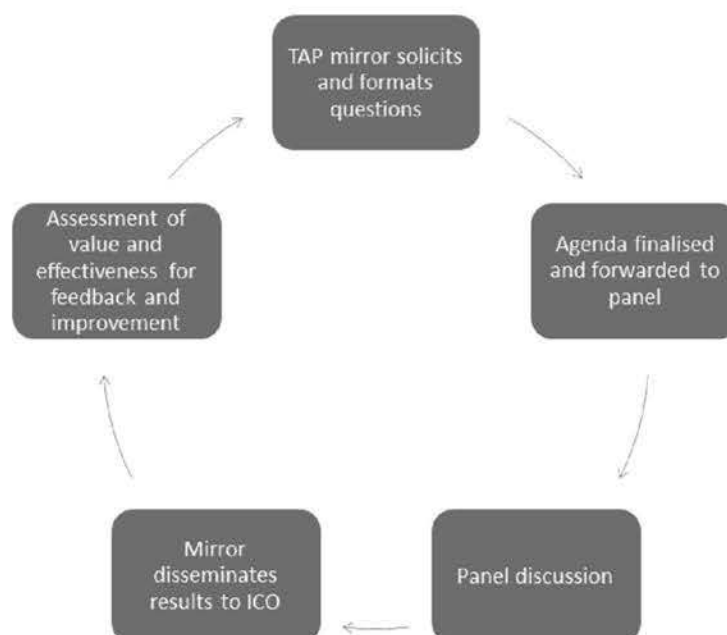 TAP mirror solicits
and formats
questions
Agenda finalised
and forwarded to
panel
Panel discussion
Mirror
disseminates
results to ICO
Assessment of
value and
effectiveness for
feedback and
improvement